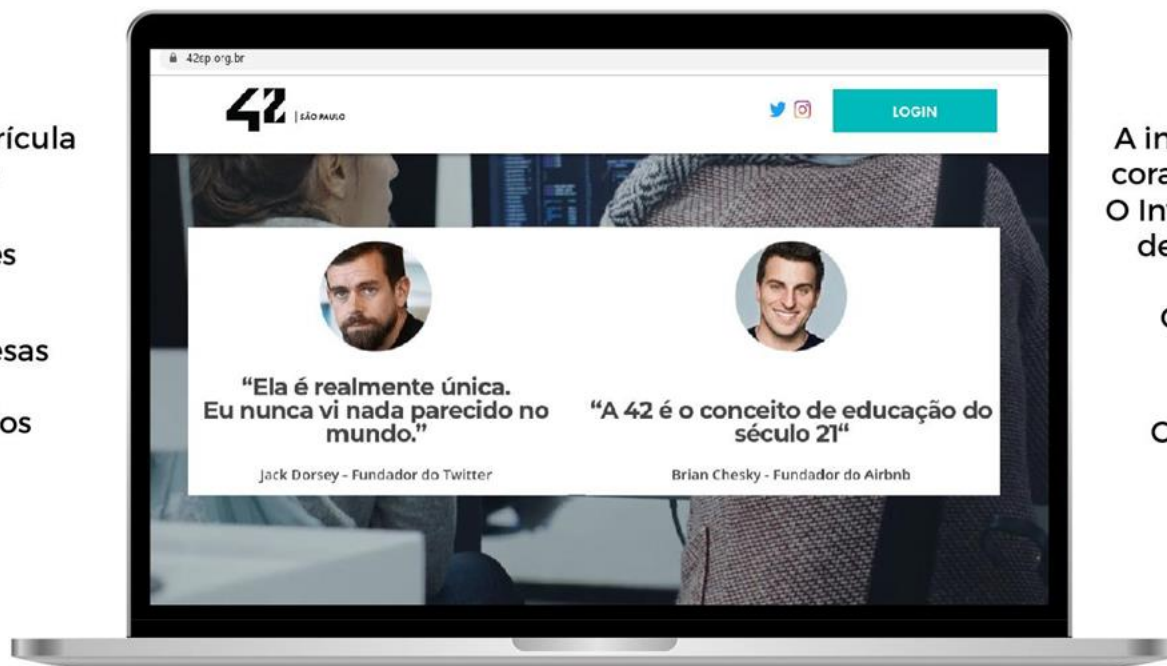 rícula
es
esas
os
42sp.org.br
42 | SÃO PAULO
LOGIN
“Ela é realmente única.
Eu nunca vi nada parecido no
mundo.”
Jack Dorsey - Fundador do Twitter
“A 42 é o conceito de educação do
século 21“
Brian Chesky - Fundador do Airbnb
A in
cora
O In
de